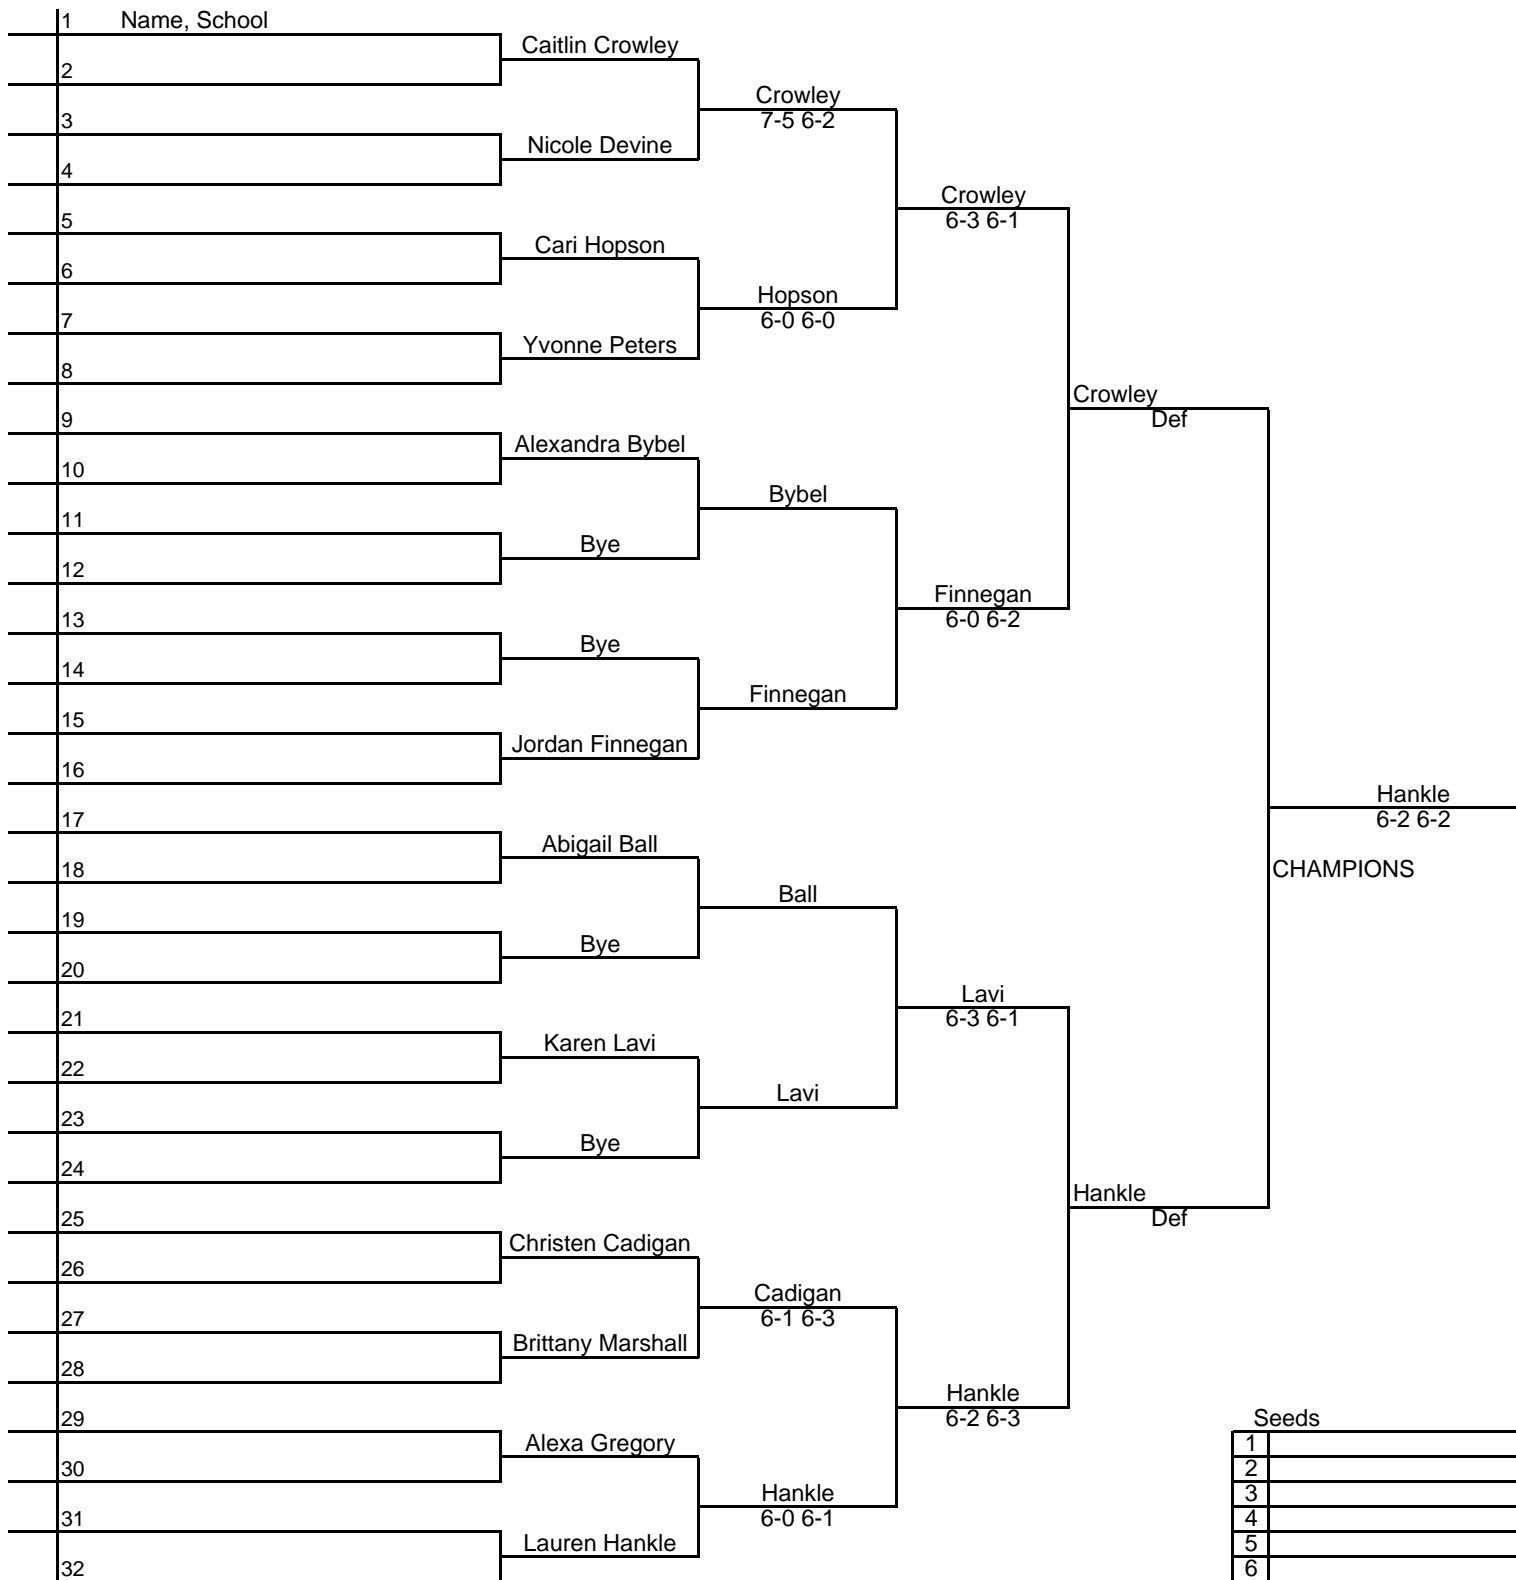 1 Name, School
Caitlin Crowley
2
Crowley
3
7-5 6-2
Nicole Devine
4
Crowley
5
6-3 6-1
Cari Hopson
6
Hopson
7
6-0 6-0
Yvonne Peters
8
Crowley
9
Def
Alexandra Bybel
10
Bybel
11
Bye
12
Finnegan
13
6-0 6-2
Bye
14
Finnegan
15
Jordan Finnegan
16
Hankle
17
6-2 6-2
Abigail Ball
18
CHAMPIONS
Ball
19
Bye
20
Lavi
21
6-3 6-1
Karen Lavi
22
Lavi
23
Bye
24
Hankle
25
Def
Christen Cadigan
26
Cadigan
27
6-1 6-3
Brittany Marshall
28
Hankle
29
6-2 6-3
Seeds
Alexa Gregory
1
30
2
Hankle
3
31
6-0 6-1
4
Lauren Hankle
5
32
6